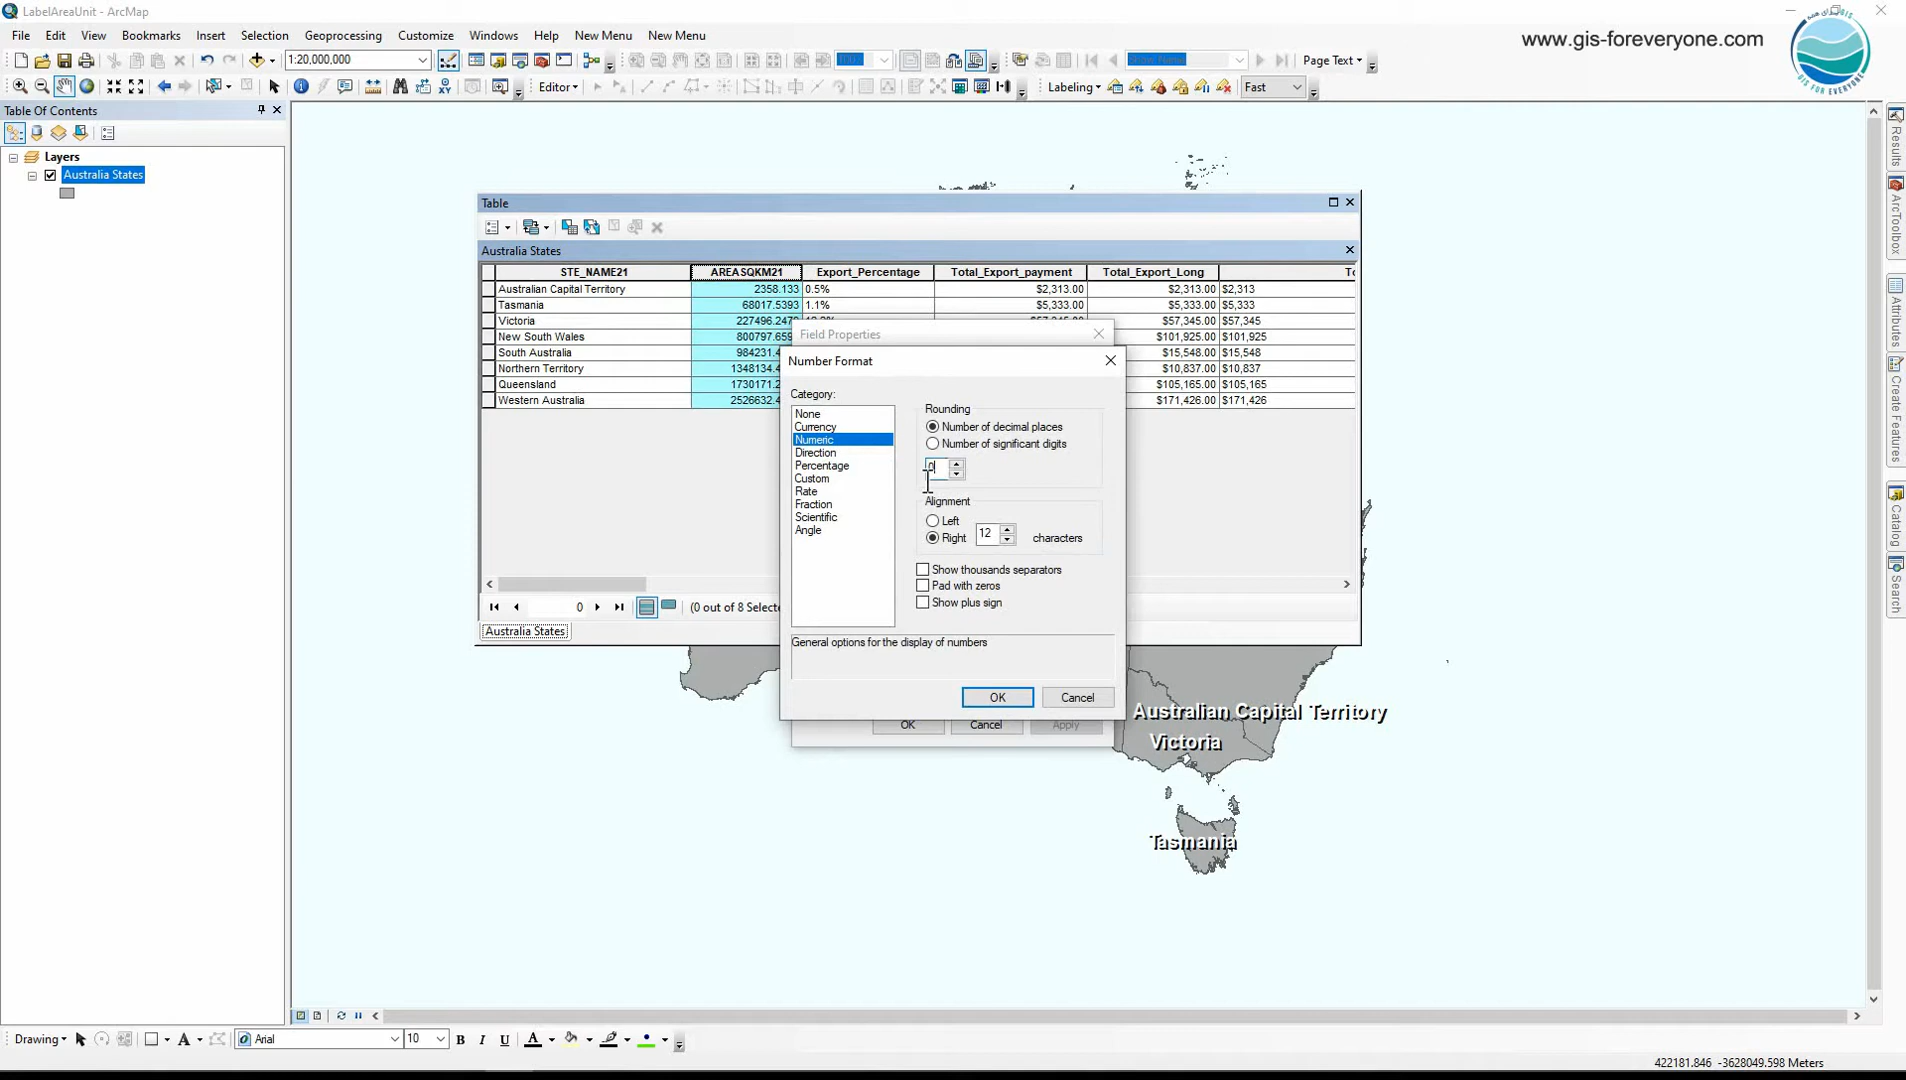 LabelAreaUnit - ArcMap
www.gis-foreveryone.com
File Edit View Bookmarks Insert Selection Geoprocessing Customize Windows Help New Menu New Menu
1:20,000,000
Page Text
Editor
Labeling
Fast
Table Of Contents
Layers
Australia States
Table
Australia States
STE_NAME21 AREASQKM21 Export_Percentage Total_Export_payment Total_Export_Long
Australian Capital Territory 2358.133 0.5% $2,313.00 $2,313.00 $2,313
Tasmania 68017.5393 1.1% $5,333.00 $5,333.00 $5,333
Victoria $57,345.00 $57,345
New South Wales $101,925.00 $101,925
South Australia $15,548.00 $15,548
Northern Territory $10,837.00 $10,837
Queensland $105,165.00 $105,165
Western Australia $171,426.00 $171,426
Field Properties
Number Format
Category:
None
Currency
Numeric
Direction
Percentage
Custom
Rate
Fraction
Scientific
Angle
Rounding
Number of decimal places
Number of significant digits
0
Alignment
Left
Right 12 characters
Show thousands separators
Pad with zeros
Show plus sign
General options for the display of numbers
OK Cancel
OK Cancel Apply
0 (0 out of 8 Selecte
Australia States
Australian Capital Territory
Victoria
Tasmania
Results
ArcToolbox
Attributes
Create Features
Catalog
Search
Drawing
Arial
10
B I U A
422181.846 -3628049.598 Meters